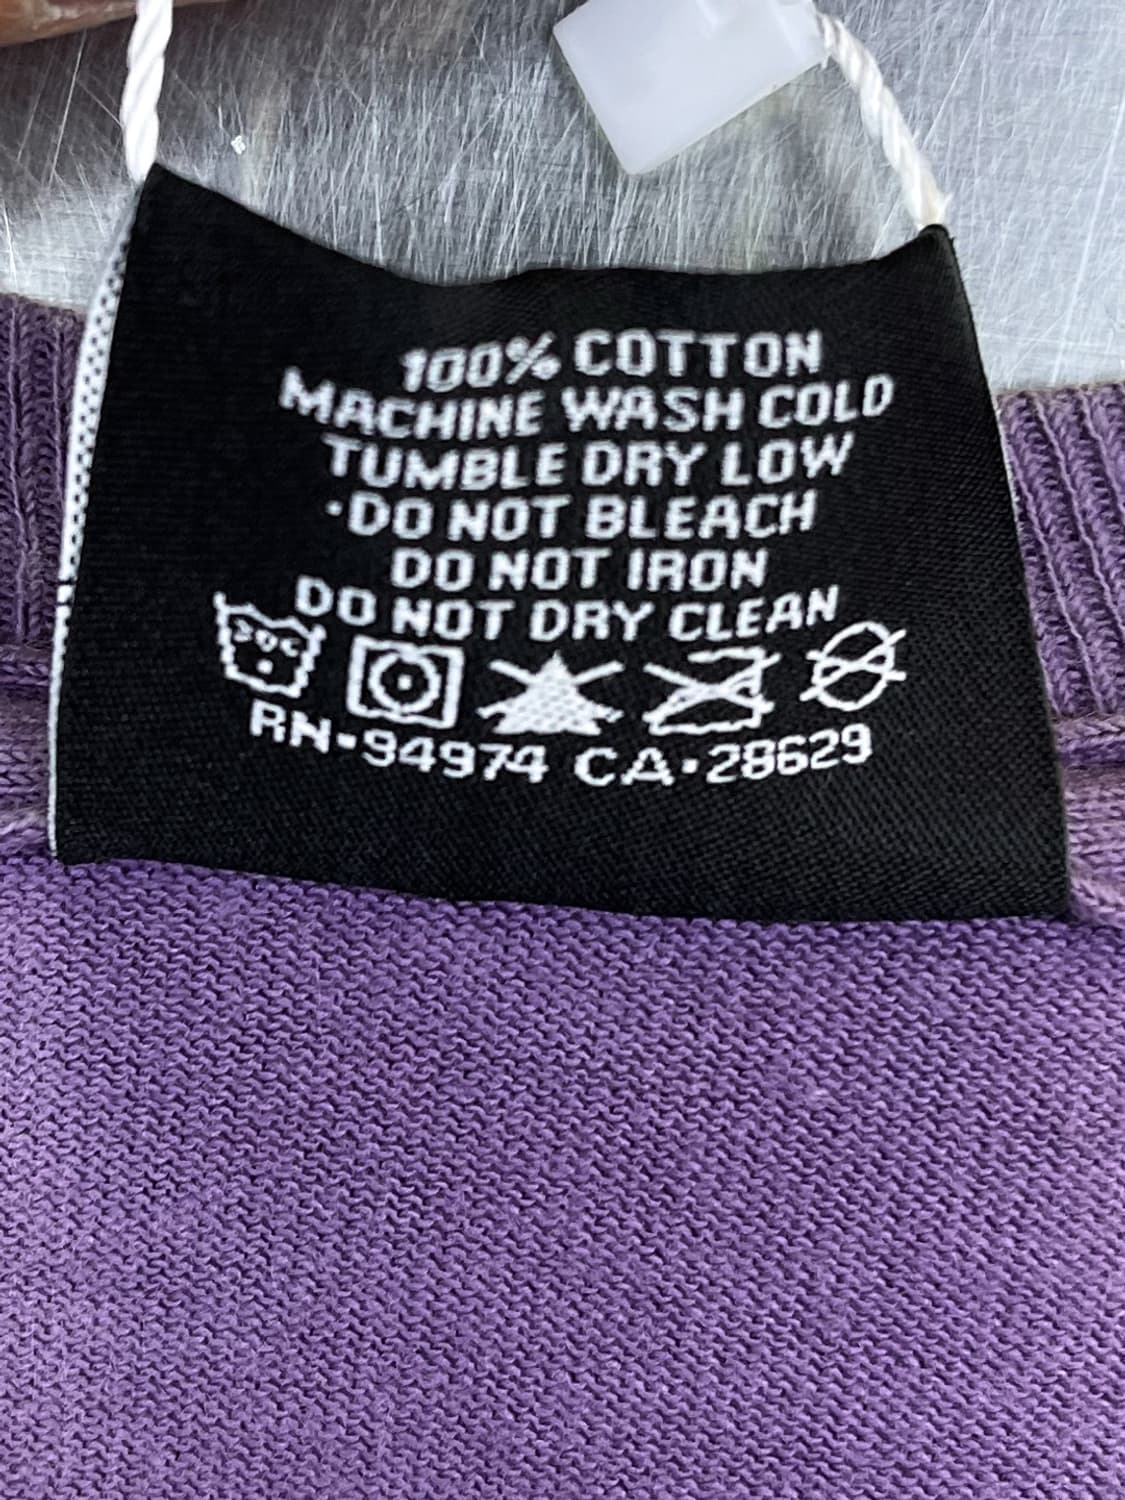 100% COTTON
MACHINE WASH COLD
TUMBLE DRY LOW
·DO NOT BLEACH
DO NOT IRON
DO NOT DRY CLEAN
30C
RN·94974 CA·28629